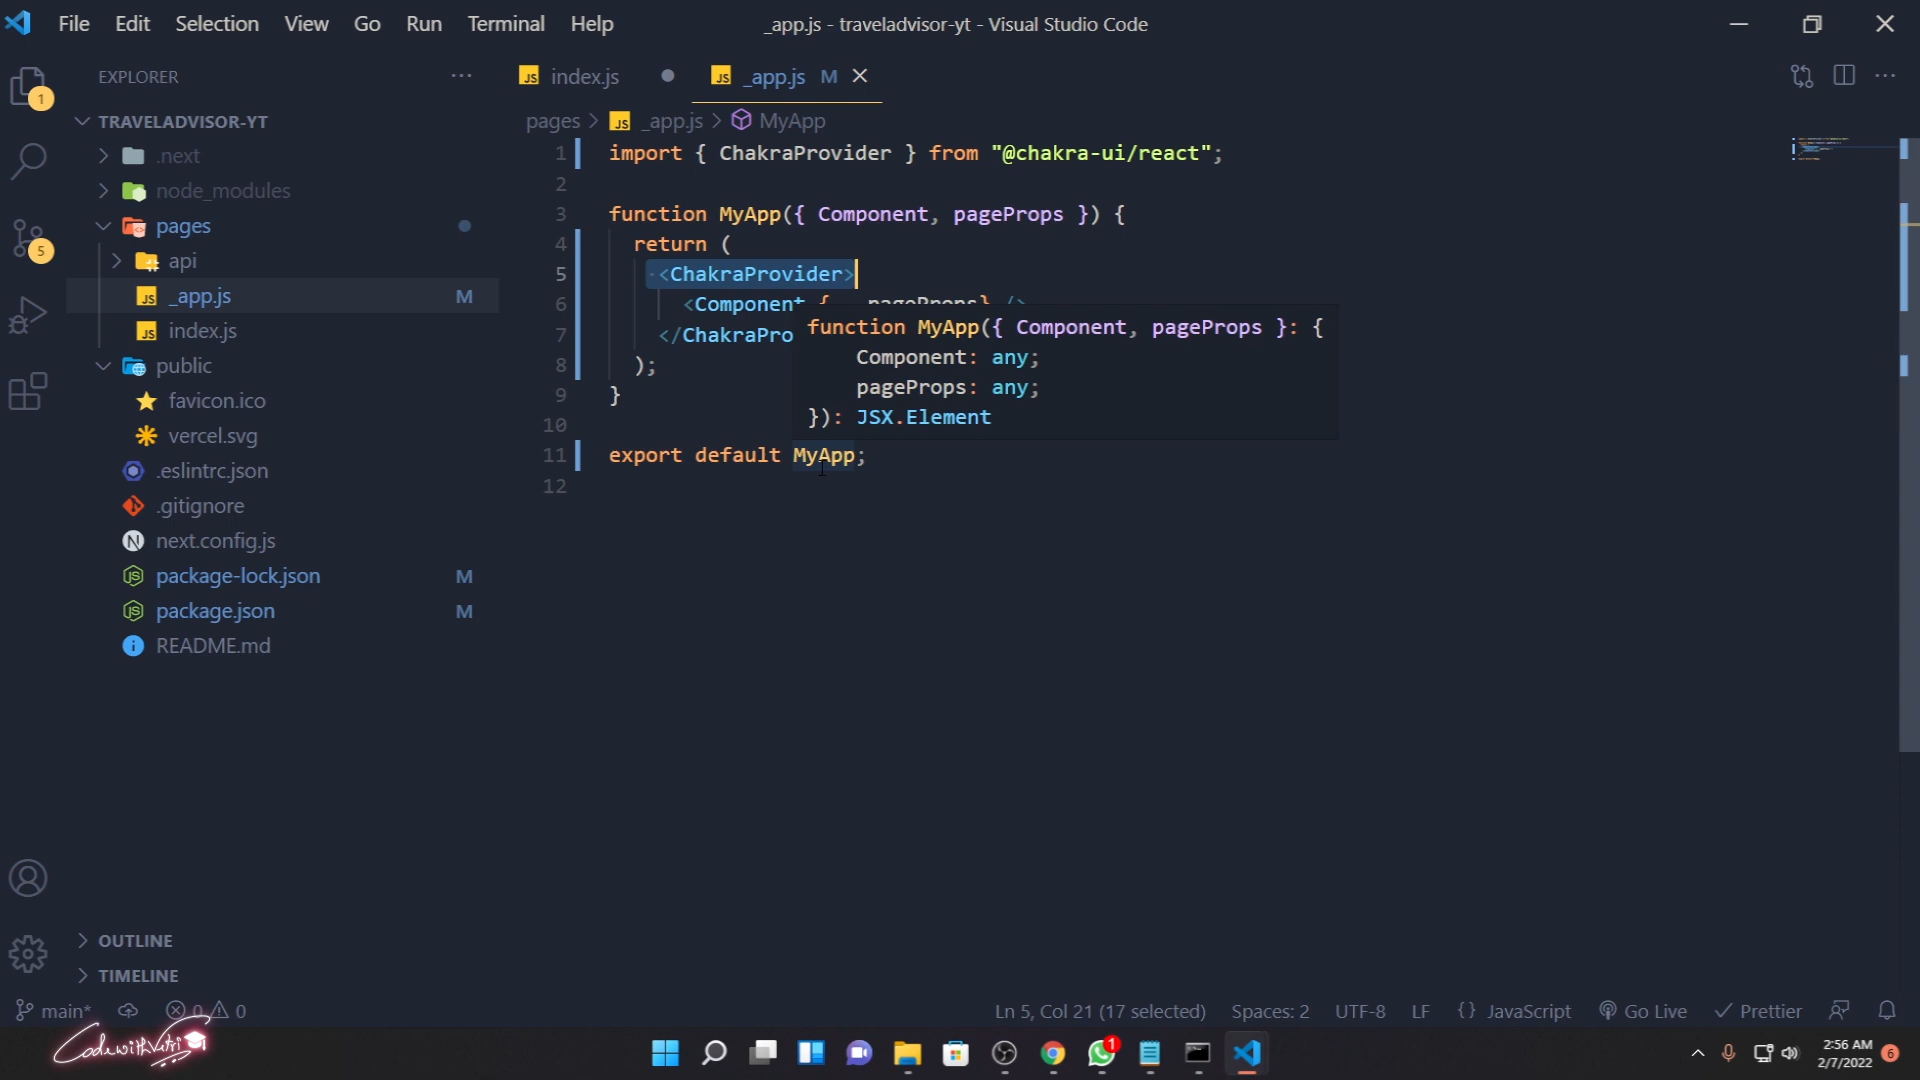 File Edit Selection View Go Run Terminal Help
_app.js - traveladvisor-yt - Visual Studio Code
EXPLORER
1
TRAVELADVISOR-YT
.next
node_modules
pages
api
_app.js M
index.js
public
favicon.ico
vercel.svg
.eslintrc.json
.gitignore
next.config.js
package-lock.json M
package.json M
README.md
5
OUTLINE
TIMELINE
index.js
_app.js M
pages > _app.js > MyApp
1 import { ChakraProvider } from "@chakra-ui/react";
2
3 function MyApp({ Component, pageProps }) {
4 return (
5 <ChakraProvider>
6 <Component {...pageProps} />
7 </ChakraPro
8 );
9 }
10
11 export default MyApp;
12
function MyApp({ Component, pageProps }: {
Component: any;
pageProps: any;
}): JSX.Element
main* 0 0
Ln 5, Col 21 (17 selected) Spaces: 2 UTF-8 LF {} JavaScript Go Live Prettier
1
2:56 AM
2/7/2022
6